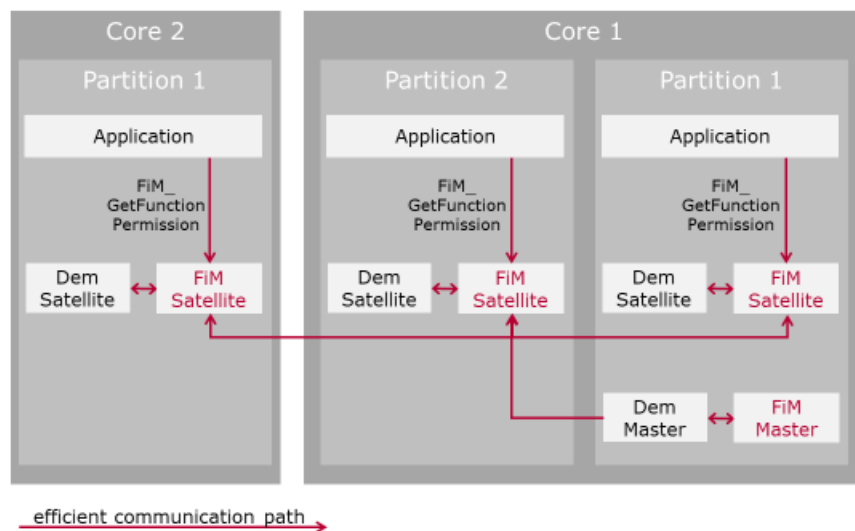 Core 2
Core 1
Partition 1
Partition 2
Partition 1
Application
Application
Application
FiM_
GetFunction
Permission
FiM_
GetFunction
Permission
FiM_
GetFunction
Permission
Dem
Satellite
FiM
Satellite
Dem
Satellite
FiM
Satellite
Dem
Satellite
FiM
Satellite
Dem
Master
FiM
Master
efficient communication path